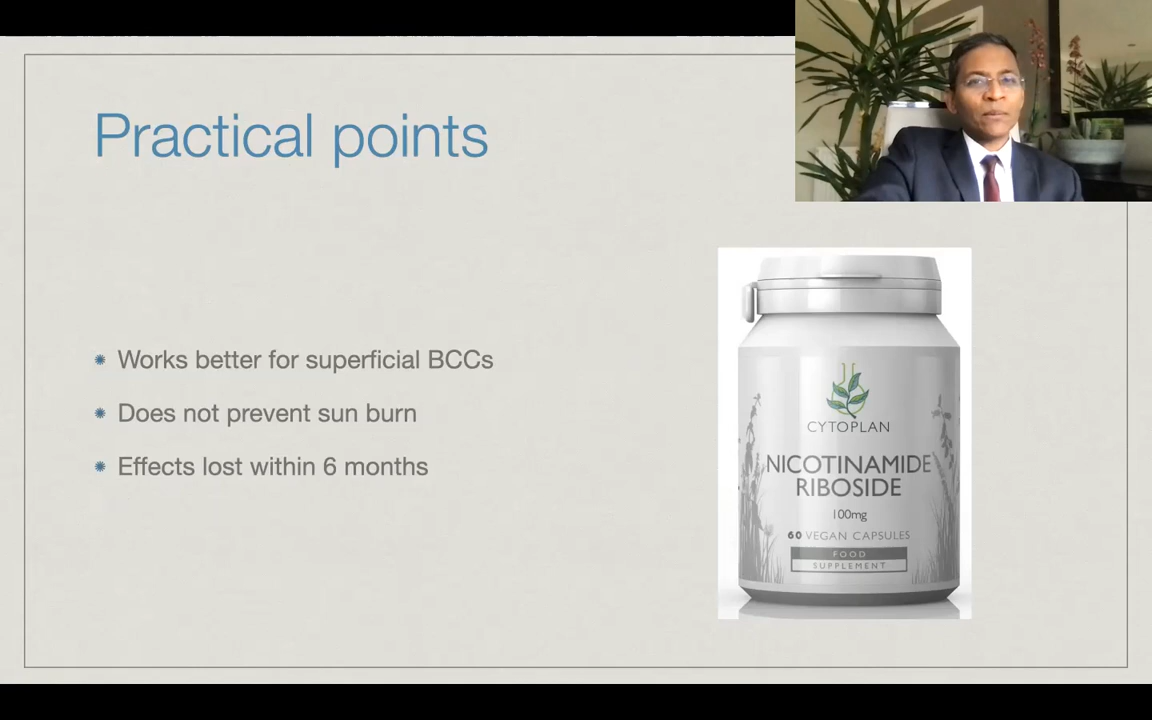 Practical points
Works better for superficial BCCs
Does not prevent sun burn
Effects lost within 6 months
CYTOPLAN
NICOTINAMIDE
RIBOSIDE
100mg
60 VEGAN CAPSULES
FOOD
SUPPLEMENT